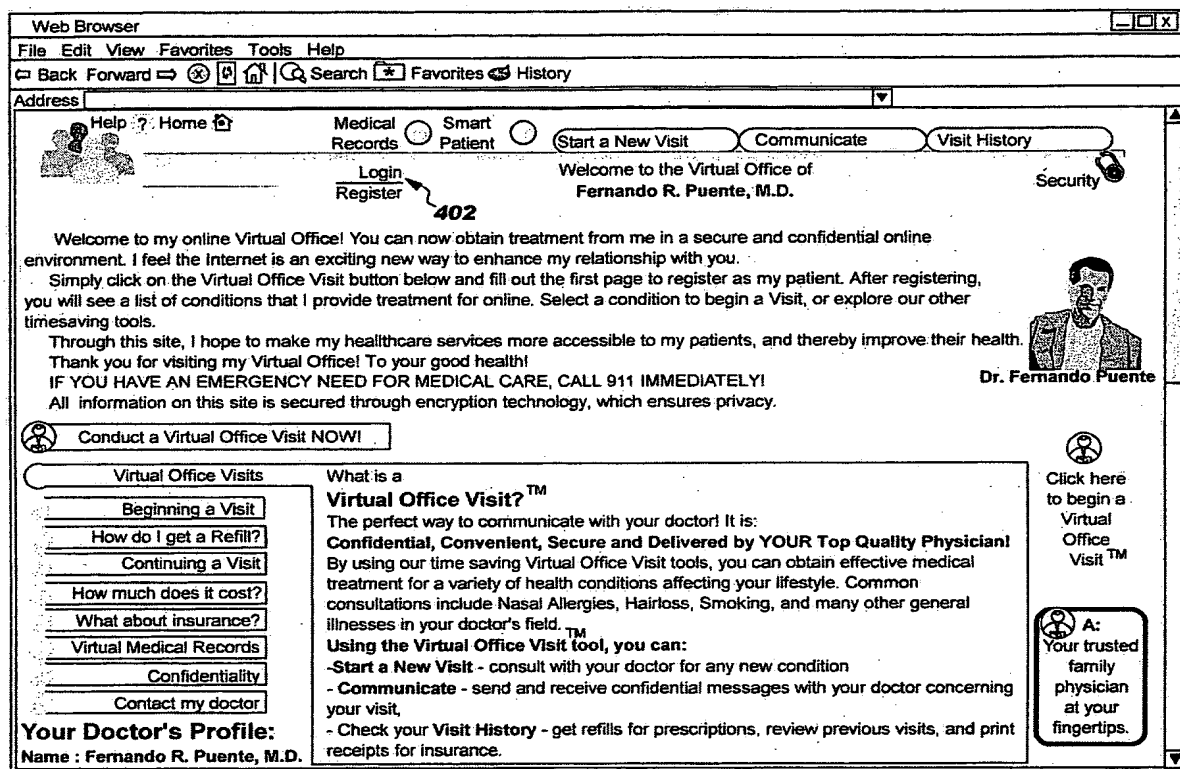 Web Browser
X
File Edit View Favorites Tools Help
Back Forward Search Favorites History
Address
Help ? Home
Medical Records
Smart Patient
Start a New Visit
Communicate
Visit History
Login
Register
402
Welcome to the Virtual Office of
Fernando R. Puente, M.D.
Security
Welcome to my online Virtual Office! You can now obtain treatment from me in a secure and confidential online
environment. I feel the Internet is an exciting new way to enhance my relationship with you.
Simply click on the Virtual Office Visit button below and fill out the first page to register as my patient. After registering,
you will see a list of conditions that I provide treatment for online. Select a condition to begin a Visit, or explore our other
timesaving tools.
Through this site, I hope to make my heallthcare services more accessible to my patients, and thereby improve their health.
Thank you for visiting my Virtual Office! To your good health!
IF YOU HAVE AN EMERGENCY NEED FOR MEDICAL CARE, CALL 911 IMMEDIATELY!
All information on this site is secured through encryption technology, which ensures privacy.
Dr. Fernando Puente
Conduct a Virtual Office Visit NOW!
Virtual Office Visits
Beginning a Visit
How do I get a Refill?
Continuing a Visit
How much does it cost?
What about insurance?
Virtual Medical Records
Confidentiality
Contact my doctor
Your Doctor's Profile:
Name : Fernando R. Puente, M.D.
What is a
Virtual Office Visit?™
The perfect way to communicate with your doctor! It is:
Confidential, Convenient, Secure and Delivered by YOUR Top Quality Physician!
By using our time saving Virtual Office Visit tools, you can obtain effective medical
treatment for a variety of health conditions affecting your lifestyle. Common
consultations include Nasal Allergies, Hairloss, Smoking, and many other general
illnesses in your doctor's field.
Using the Virtual Office Visit™ tool, you can:
-Start a New Visit - consult with your doctor for any new condition
- Communicate - send and receive confidential messages with your doctor concerning
your visit,
- Check your Visit History - get refills for prescriptions, review previous visits, and print
receipts for insurance.
Click here
to begin a
Virtual
Office
Visit ™
A:
Your trusted
family
physician
at your
fingertips.